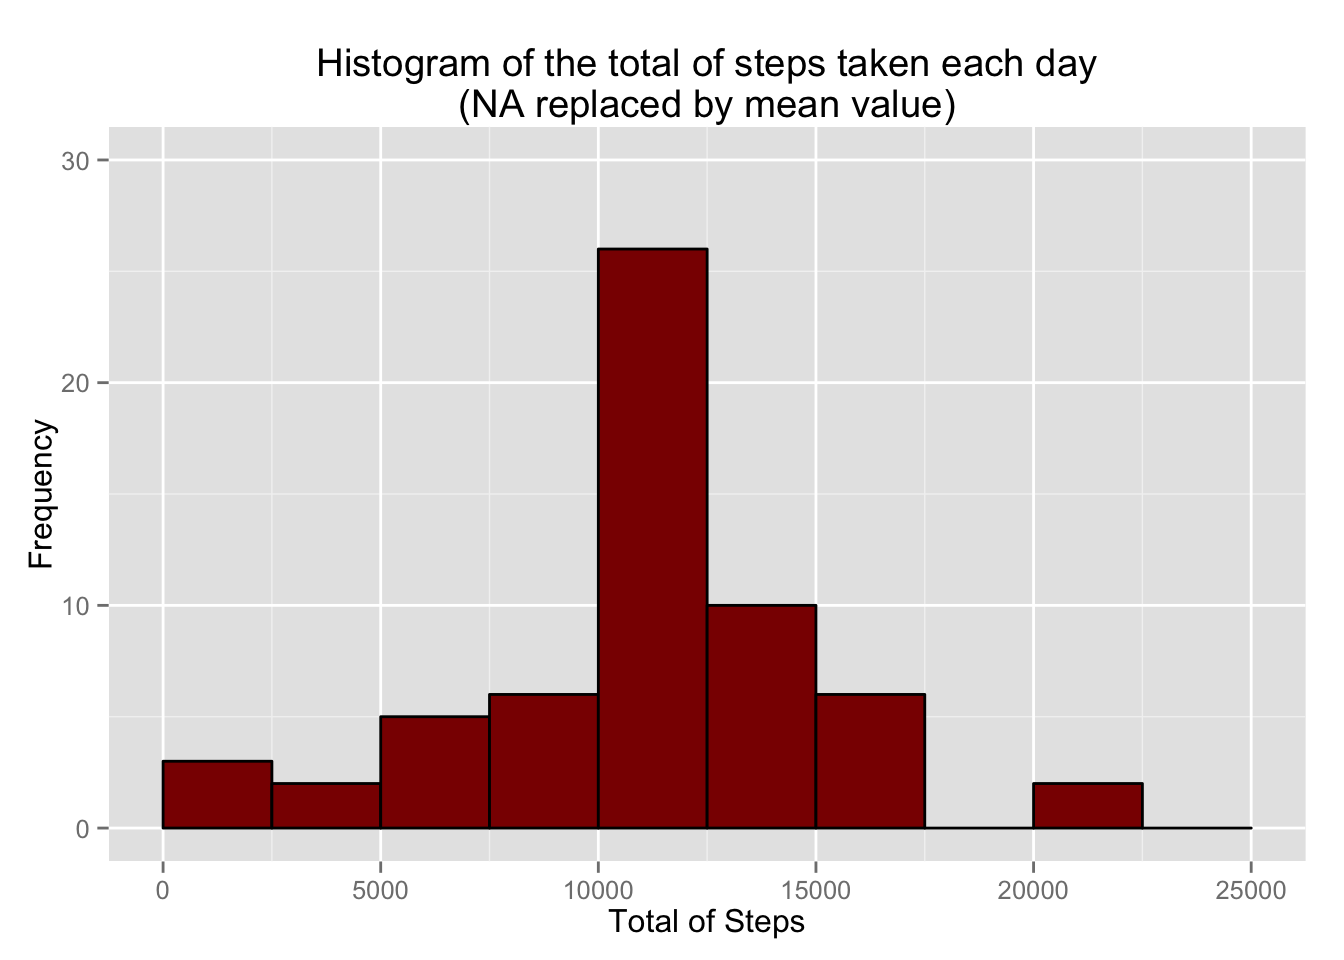 Histogram of the total of steps taken each day
(NA replaced by mean value)
30
20
10
0
Frequency
0 5000 10000 15000 20000 25000
Total of Steps